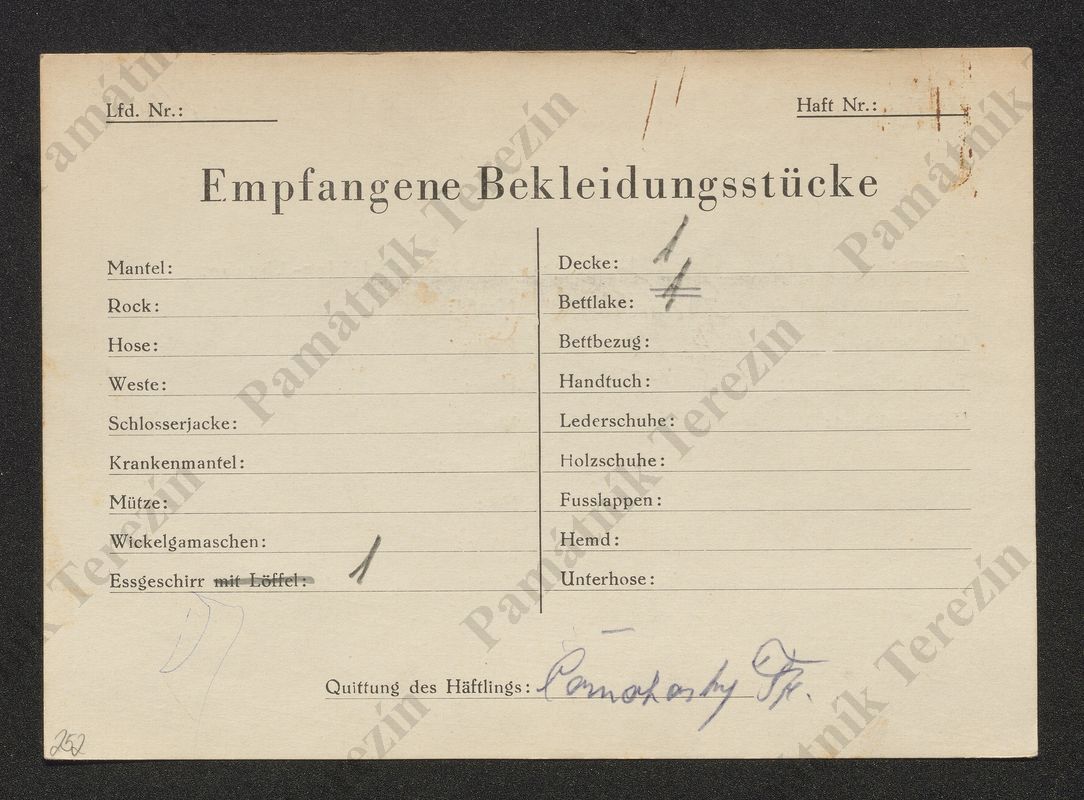 Lfd. Nr.:
Haft Nr.:
Empfangene Bekleidungsstücke
Mantel:
Rock:
Hose:
Weste:
Schlosserjacke:
Krankenmantel:
Mütze:
Wickelgamaschen:
Essgeschirr mit Löffel: 1
Decke: 1
Bettlake: 1
Bettbezug:
Handtuch:
Lederschuhe:
Holzschuhe:
Fusslappen:
Hemd:
Unterhose:
Quittung des Häftlings:
252
Památník Terezín